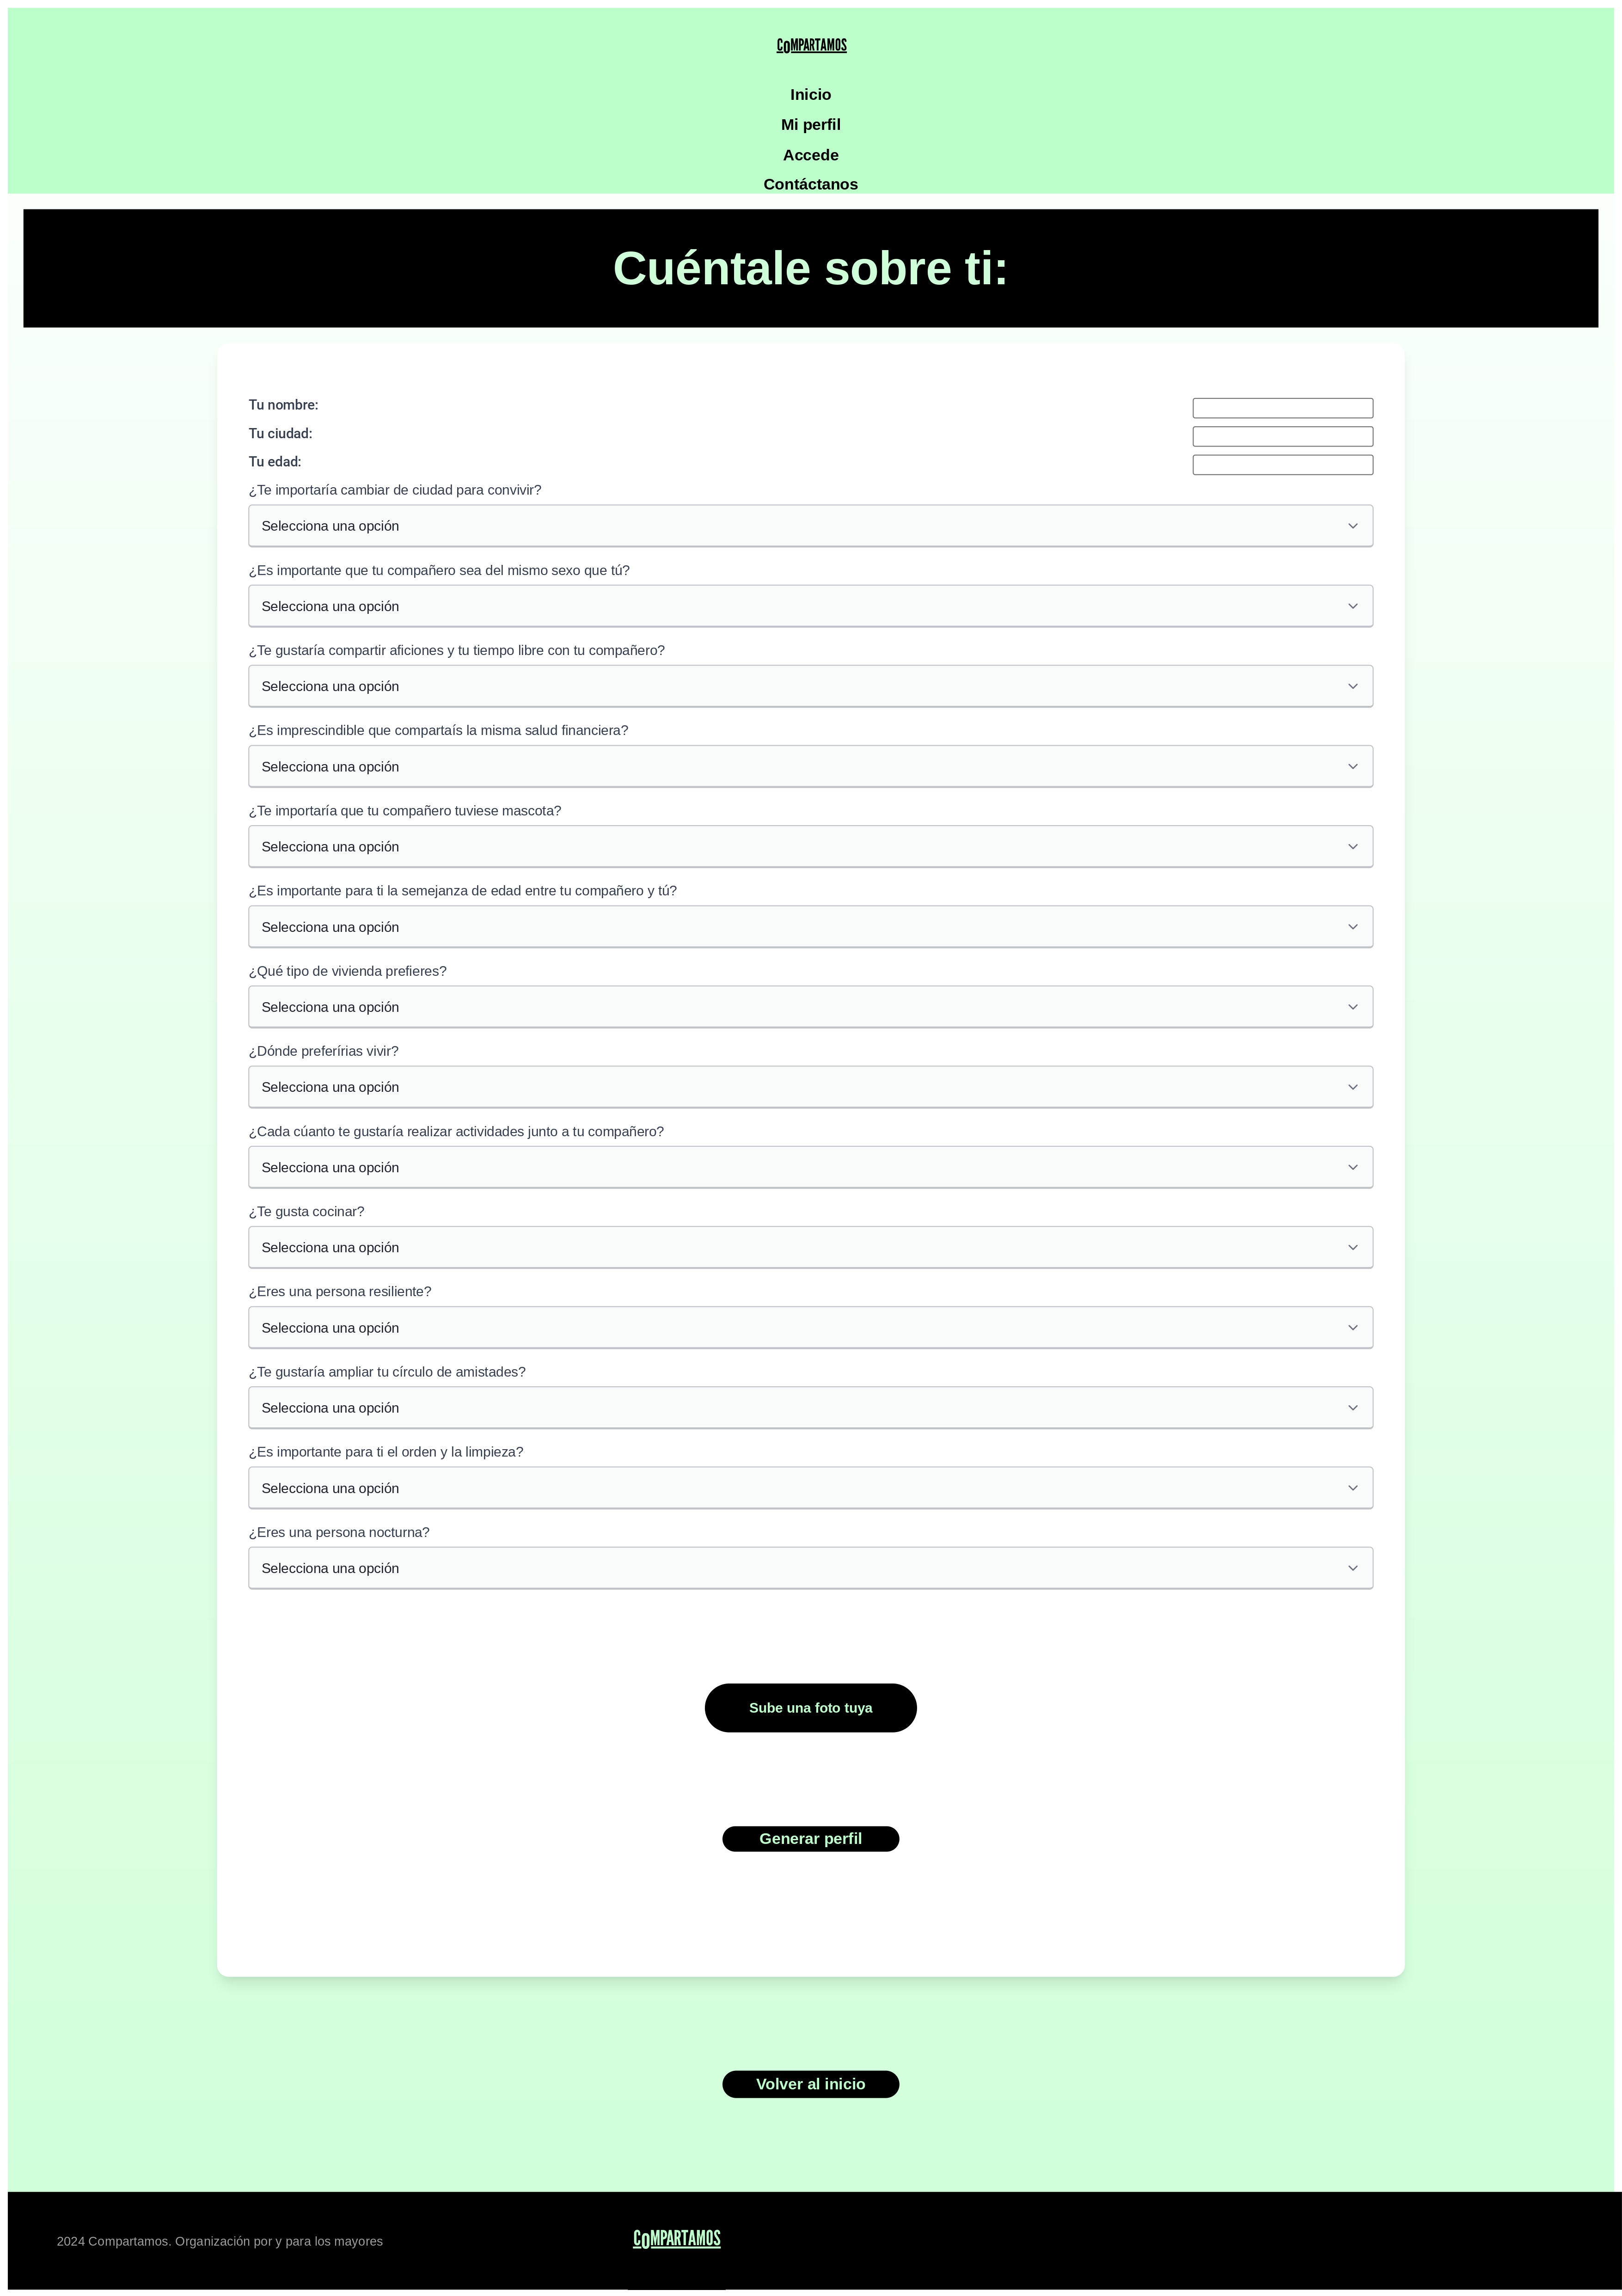 CoMPARTAMOS
Inicio
Mi perfil
Accede
Contáctanos
Cuéntale sobre ti:
Tu nombre:
Tu ciudad:
Tu edad:
¿Te importaría cambiar de ciudad para convivir?
Selecciona una opción
¿Es importante que tu compañero sea del mismo sexo que tú?
Selecciona una opción
¿Te gustaría compartir aficiones y tu tiempo libre con tu compañero?
Selecciona una opción
¿Es imprescindible que compartaís la misma salud financiera?
Selecciona una opción
¿Te importaría que tu compañero tuviese mascota?
Selecciona una opción
¿Es importante para ti la semejanza de edad entre tu compañero y tú?
Selecciona una opción
¿Qué tipo de vivienda prefieres?
Selecciona una opción
¿Dónde preferírias vivir?
Selecciona una opción
¿Cada cúanto te gustaría realizar actividades junto a tu compañero?
Selecciona una opción
¿Te gusta cocinar?
Selecciona una opción
¿Eres una persona resiliente?
Selecciona una opción
¿Te gustaría ampliar tu círculo de amistades?
Selecciona una opción
¿Es importante para ti el orden y la limpieza?
Selecciona una opción
¿Eres una persona nocturna?
Selecciona una opción
Sube una foto tuya
Generar perfil
Volver al inicio
2024 Compartamos. Organización por y para los mayores
CoMPARTAMOS